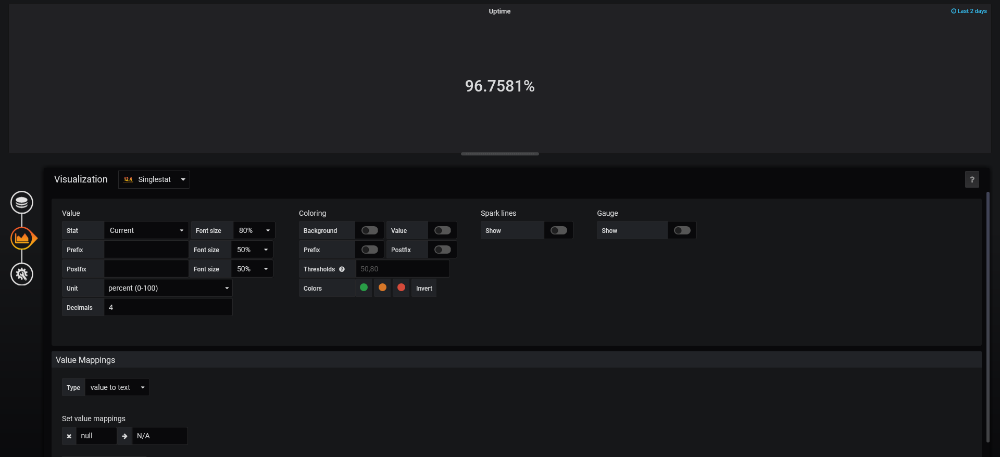 Uptime
Last 2 days
96.7581%
Visualization 12.4 Singlestat ?
Value Coloring Spark lines Gauge
Stat Current Font size 80% Background Value Show Show
Prefix Font size 50% Prefix Postfix
Postfix Font size 50% Thresholds ? 50,80
Unit percent (0-100) Colors Invert
Decimals 4
Value Mappings
Type value to text
Set value mappings
null N/A